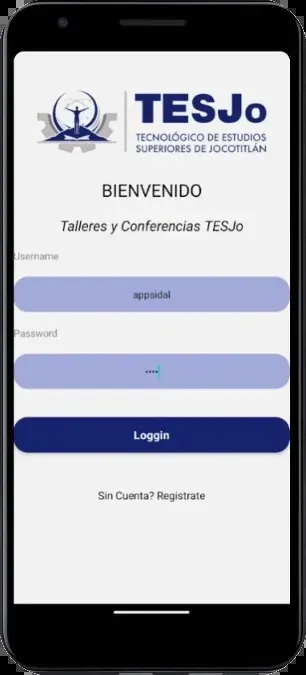 TESJo
TECNOLÓGICO DE ESTUDIOS
SUPERIORES DE JOCOTITLÁN
BIENVENIDO
Talleres y Conferencias TESJo
Username
appsidal
Password
••••
Loggin
Sin Cuenta? Registrate